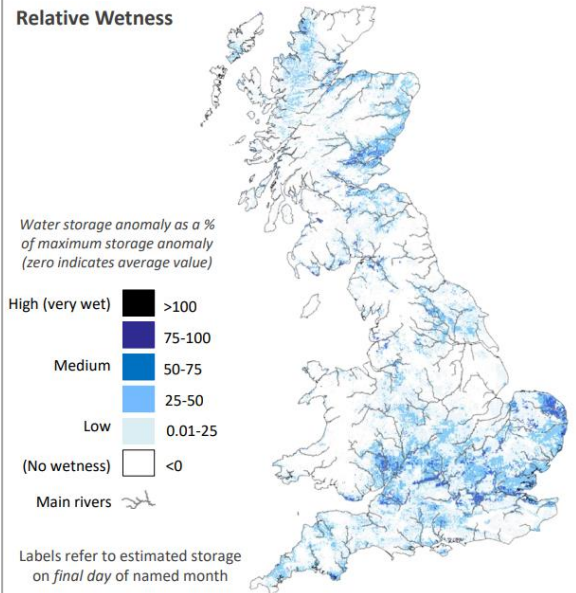 Relative Wetness
Water storage anomaly as a %
of maximum storage anomaly
(zero indicates average value)
High (very wet) >100
75-100
Medium 50-75
25-50
Low 0.01-25
(No wetness) <0
Main rivers
Labels refer to estimated storage
on final day of named month